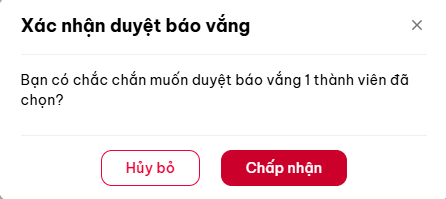 Xác nhận duyệt báo vắng
Bạn có chắc chắn muốn duyệt báo vắng 1 thành viên đã
chọn?
Hủy bỏ
Chấp nhận